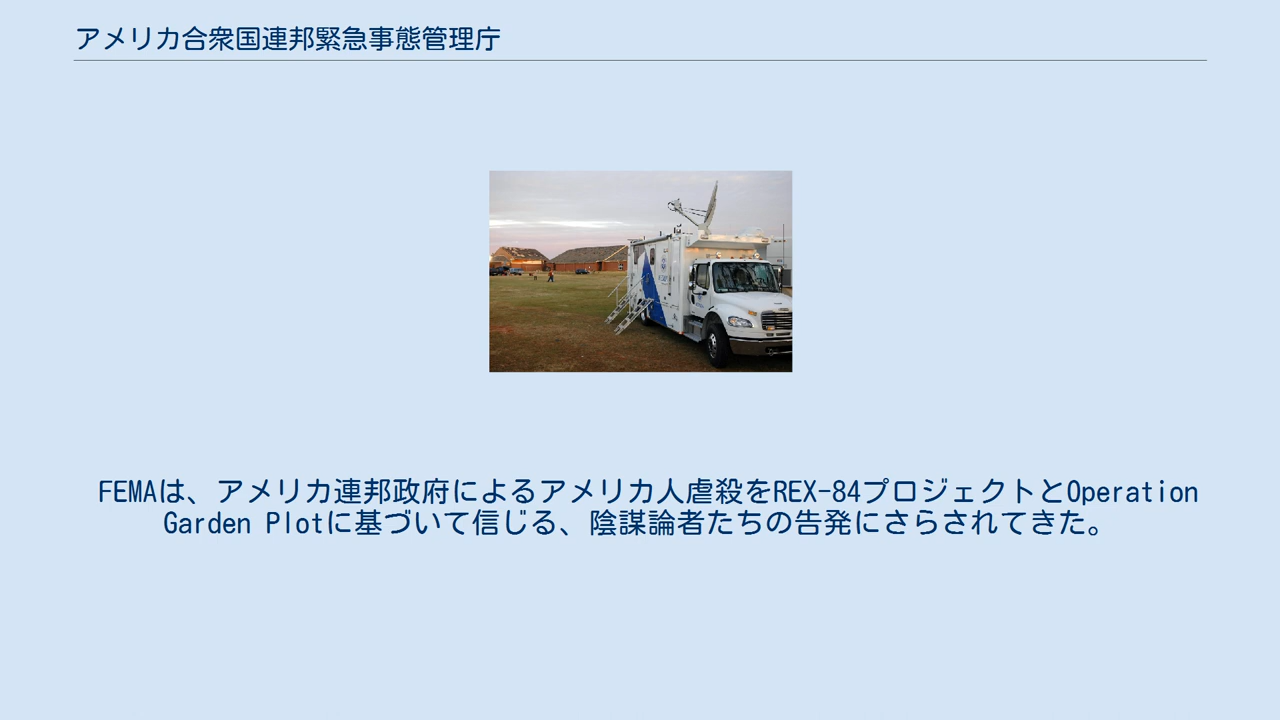 アメリカ合衆国連邦緊急事態管理庁
FEMAは、アメリカ連邦政府によるアメリカ人虐殺をREX-84プロジェクトとOperation
Garden Plotに基づいて信じる、陰謀論者たちの告発にさらされてきた。